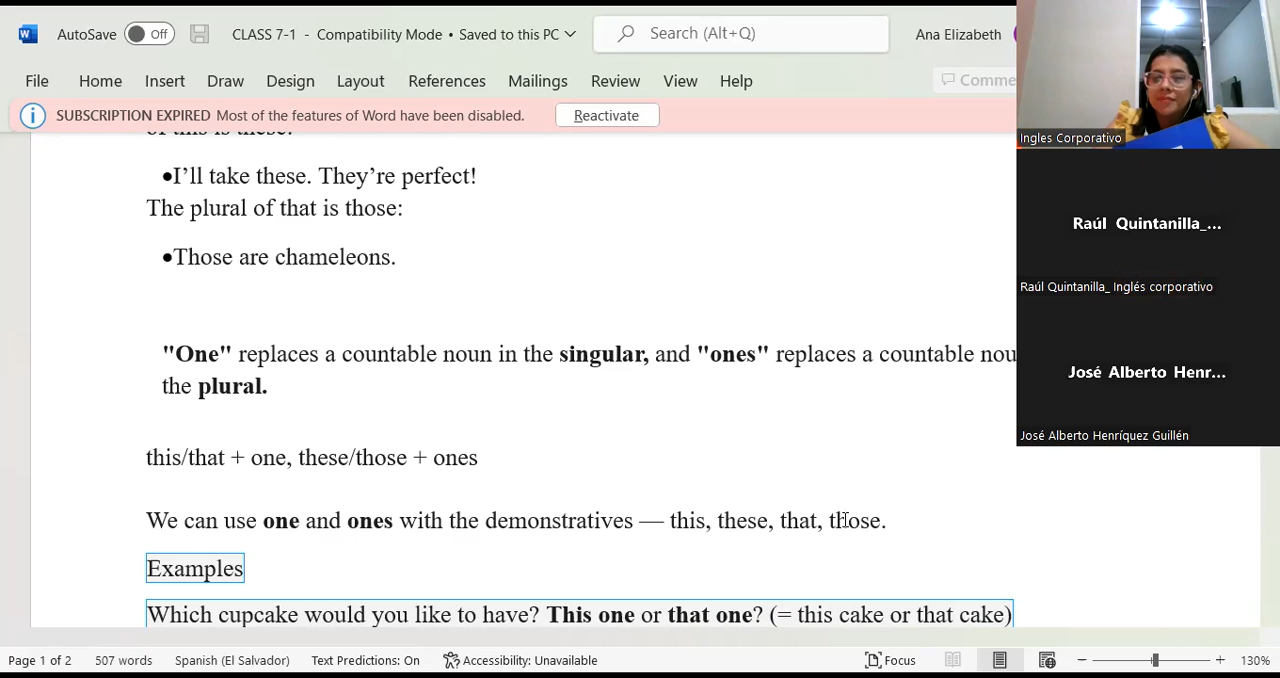 AutoSave Off CLASS 7-1 - Compatibility Mode • Saved to this PC Search (Alt+Q) Ana Elizabeth
File Home Insert Draw Design Layout References Mailings Review View Help Comme
SUBSCRIPTION EXPIRED Most of the features of Word have been disabled. Reactivate
of this is these:
•I'll take these. They're perfect!
The plural of that is those:
•Those are chameleons.
"One" replaces a countable noun in the singular, and "ones" replaces a countable nou
the plural.
this/that + one, these/those + ones
We can use one and ones with the demonstratives — this, these, that, those.
Examples
Which cupcake would you like to have? This one or that one? (= this cake or that cake)
Page 1 of 2 507 words Spanish (El Salvador) Text Predictions: On Accessibility: Unavailable Focus 130%
Ingles Corporativo
Raúl Quintanilla_...
Raúl Quintanilla_ Inglés corporativo
José Alberto Henr...
José Alberto Henríquez Guillén